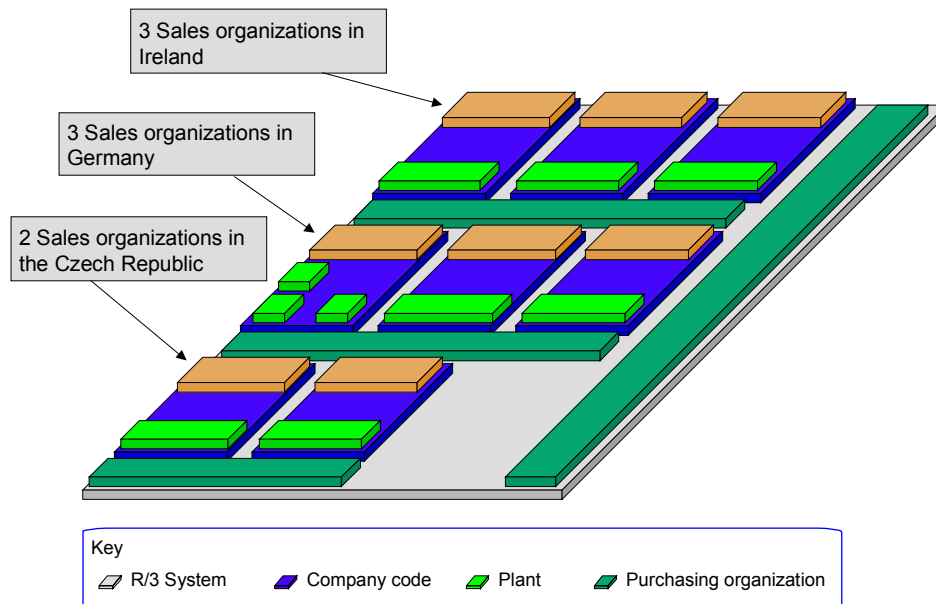 3 Sales organizations in
Ireland
3 Sales organizations in
Germany
2 Sales organizations in
the Czech Republic
Key
R/3 System
Company code
Plant
Purchasing organization